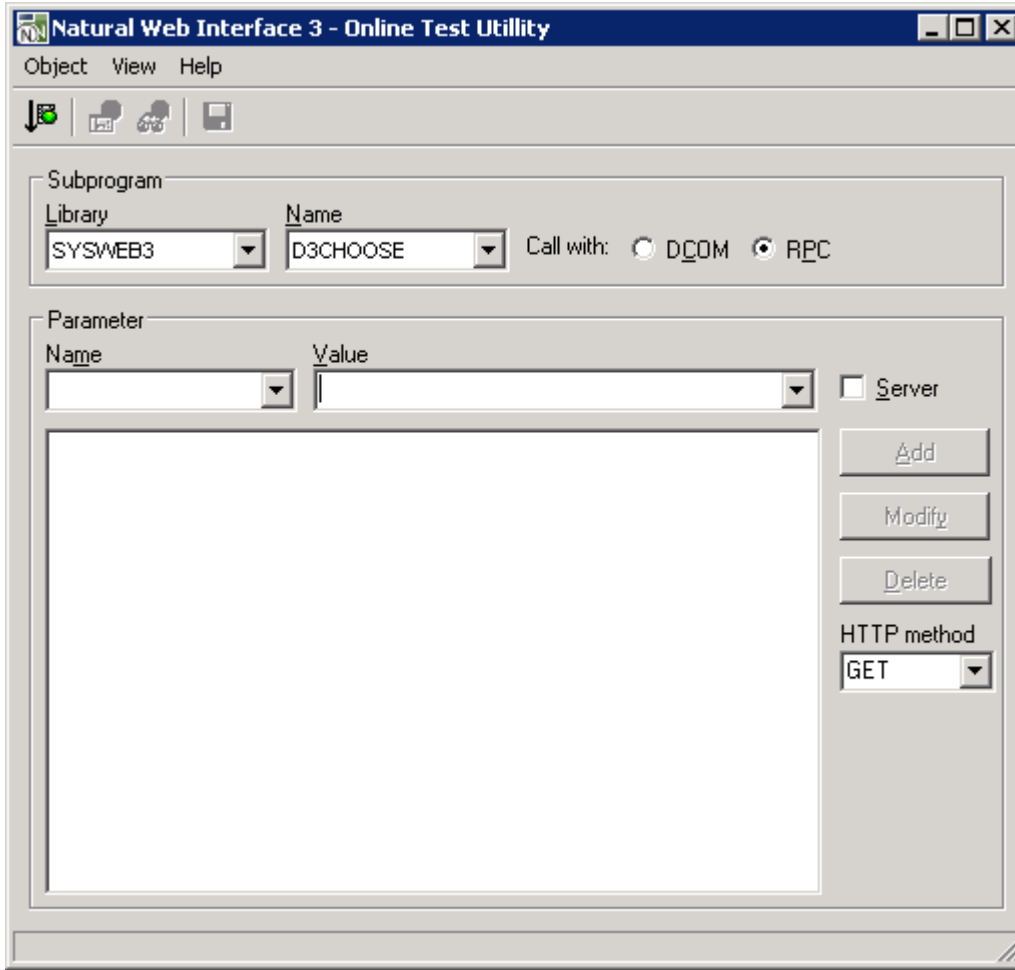 Natural Web Interface 3 - Online Test Utillity
Object View Help
Subprogram
Library Name
SYSWEB3 D3CHOOSE Call with: DCOM RPC
Parameter
Name Value
Server
Add
Modify
Delete
HTTP method
GET